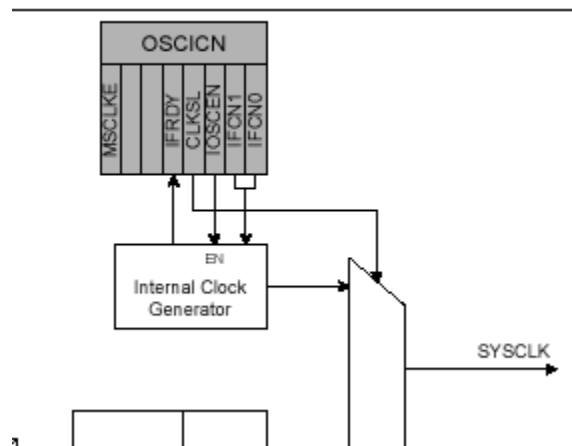 OSCICN
MSCLKE
IFRDY
CLKSL
IOSCEN
IFCN1
IFCN0
EN
Internal Clock
Generator
SYSCLK